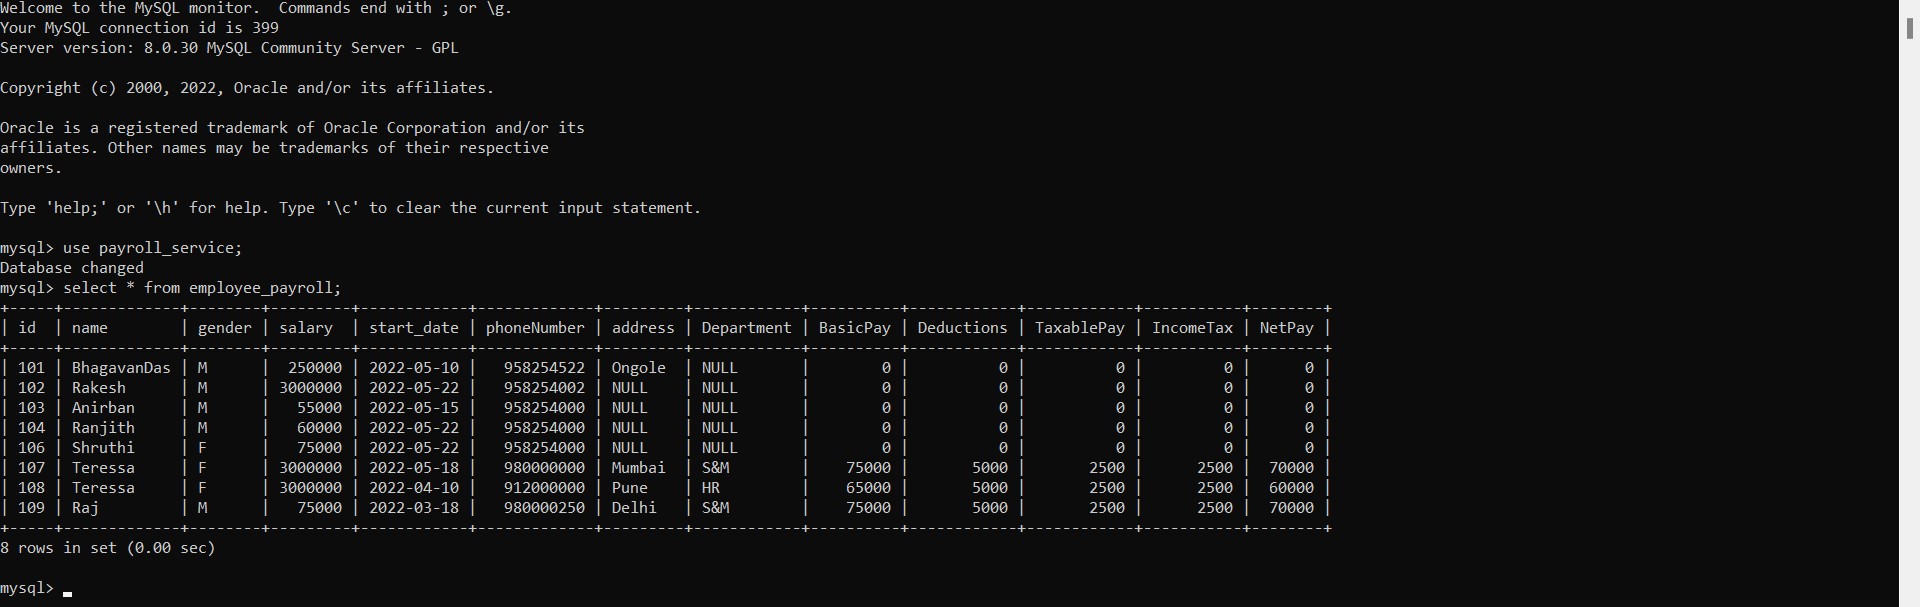 Welcome to the MySQL monitor.  Commands end with ; or \g.
Your MySQL connection id is 399
Server version: 8.0.30 MySQL Community Server - GPL

Copyright (c) 2000, 2022, Oracle and/or its affiliates.

Oracle is a registered trademark of Oracle Corporation and/or its
affiliates. Other names may be trademarks of their respective
owners.

Type 'help;' or '\h' for help. Type '\c' to clear the current input statement.

mysql> use payroll_service;
Database changed
mysql> select * from employee_payroll;
+-----+-------------+--------+---------+------------+-------------+---------+------------+----------+------------+------------+-----------+--------+
| id  | name        | gender | salary  | start_date | phoneNumber | address | Department | BasicPay | Deductions | TaxablePay | IncomeTax | NetPay |
+-----+-------------+--------+---------+------------+-------------+---------+------------+----------+------------+------------+-----------+--------+
| 101 | BhagavanDas | M      |  250000 | 2022-05-10 |   958254522 | Ongole  | NULL       |        0 |          0 |          0 |         0 |      0 |
| 102 | Rakesh      | M      | 3000000 | 2022-05-22 |   958254002 | NULL    | NULL       |        0 |          0 |          0 |         0 |      0 |
| 103 | Anirban     | M      |   55000 | 2022-05-15 |   958254000 | NULL    | NULL       |        0 |          0 |          0 |         0 |      0 |
| 104 | Ranjith     | M      |   60000 | 2022-05-22 |   958254000 | NULL    | NULL       |        0 |          0 |          0 |         0 |      0 |
| 106 | Shruthi     | F      |   75000 | 2022-05-22 |   958254000 | NULL    | NULL       |        0 |          0 |          0 |         0 |      0 |
| 107 | Teressa     | F      | 3000000 | 2022-05-18 |   980000000 | Mumbai  | S&M        |    75000 |       5000 |       2500 |      2500 |  70000 |
| 108 | Teressa     | F      | 3000000 | 2022-04-10 |   912000000 | Pune    | HR         |    65000 |       5000 |       2500 |      2500 |  60000 |
| 109 | Raj         | M      |   75000 | 2022-03-18 |   980000250 | Delhi   | S&M        |    75000 |       5000 |       2500 |      2500 |  70000 |
+-----+-------------+--------+---------+------------+-------------+---------+------------+----------+------------+------------+-----------+--------+
8 rows in set (0.00 sec)

mysql>